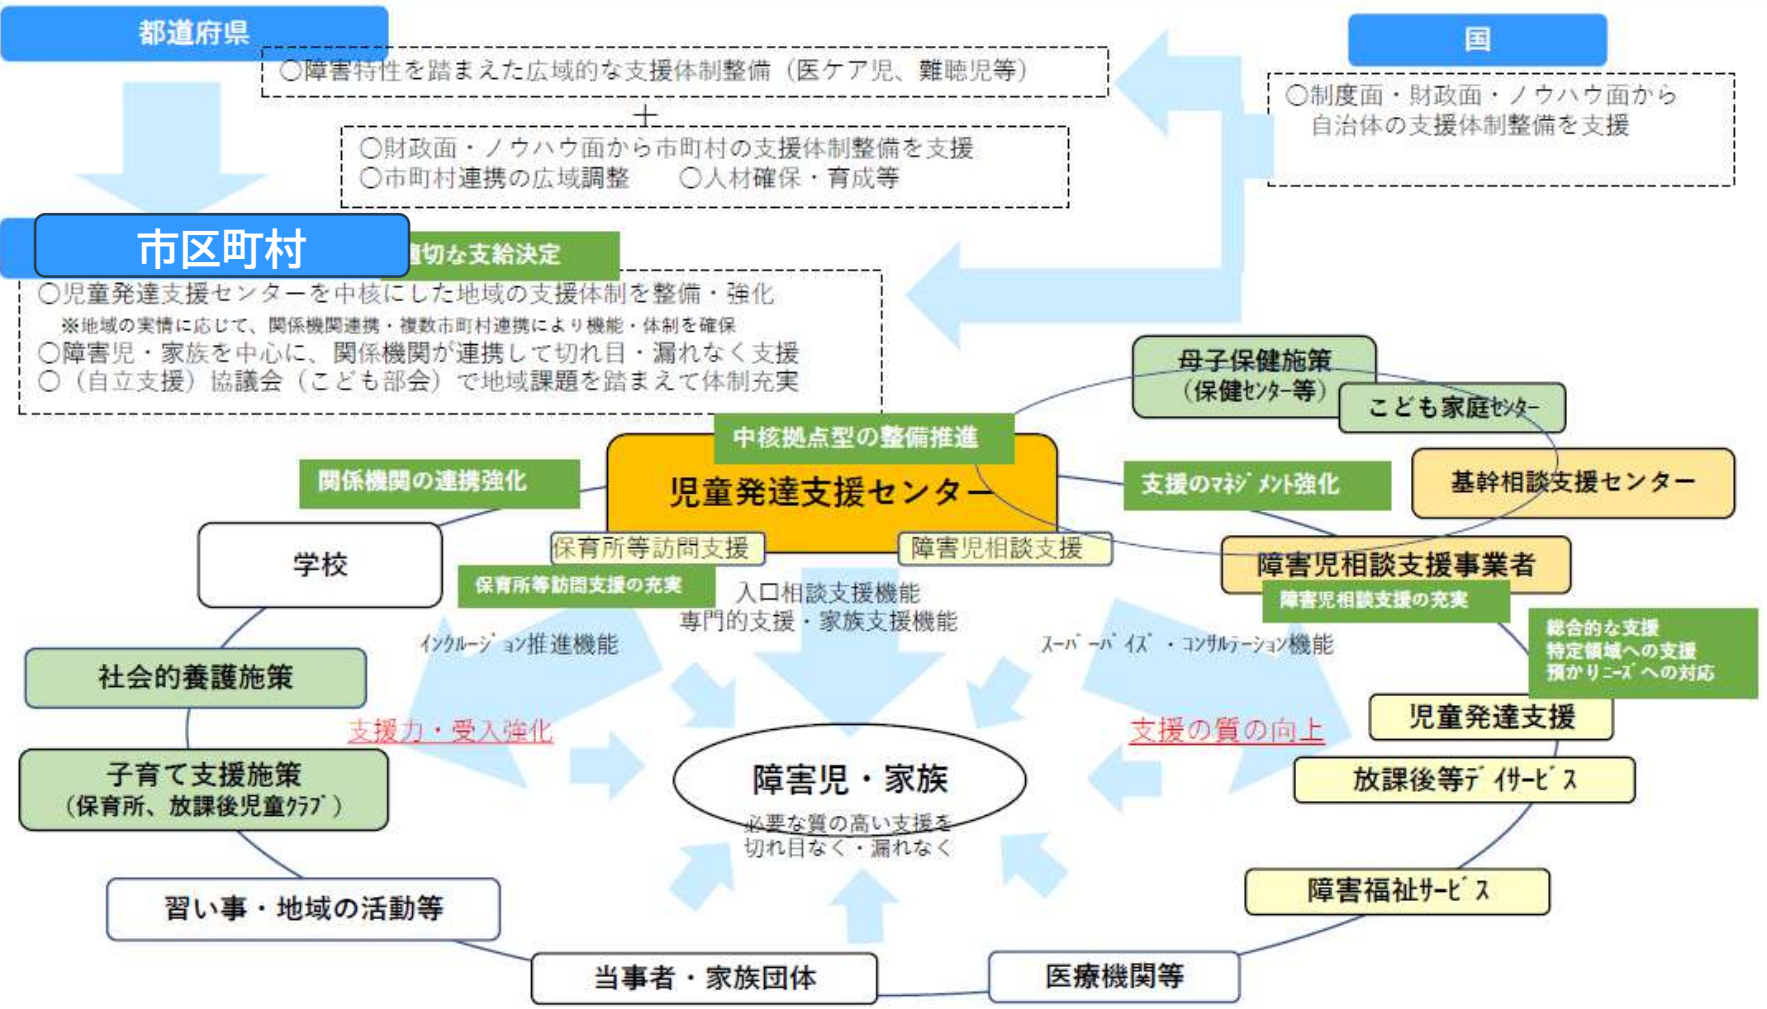 都道府県
国
〇障害特性を踏まえた広域的な支援体制整備（医ケア児、難聴児等）
＋
〇財政面・ノウハウ面から市町村の支援体制整備を支援
〇市町村連携の広域調整　　〇人材確保・育成等
〇制度面・財政面・ノウハウ面から
自治体の支援体制整備を支援
市区町村
切な支給決定
〇児童発達支援センターを中核にした地域の支援体制を整備・強化
※地域の実情に応じて、関係機関連携・複数市町村連携により機能・体制を確保
〇障害児・家族を中心に、関係機関が連携して切れ目・漏れなく支援
〇（自立支援）協議会（こども部会）で地域課題を踏まえて体制充実
母子保健施策
（保健ｾﾝﾀｰ等）
こども家庭ｾﾝﾀｰ
中核拠点型の整備推進
関係機関の連携強化
児童発達支援センター
支援のﾏﾈｼﾞﾒﾝﾄ強化
基幹相談支援センター
学校
保育所等訪問支援
障害児相談支援
障害児相談支援事業者
保育所等訪問支援の充実
入口相談支援機能
専門的支援・家族支援機能
障害児相談支援の充実
ｲﾝｸﾙｰｼﾞｮﾝ推進機能
ｽｰﾊﾟｰﾊﾞｲｽﾞ・ｺﾝｻﾙﾃｰｼｮﾝ機能
総合的な支援
特定領域への支援
預かりﾆｰｽﾞへの対応
社会的養護施策
支援力・受入強化
支援の質の向上
児童発達支援
子育て支援施策
（保育所、放課後児童ｸﾗﾌﾞ）
障害児・家族
必要な質の高い支援を
切れ目なく・漏れなく
放課後等ﾃﾞｲｻｰﾋﾞｽ
習い事・地域の活動等
障害福祉ｻｰﾋﾞｽ
当事者・家族団体
医療機関等